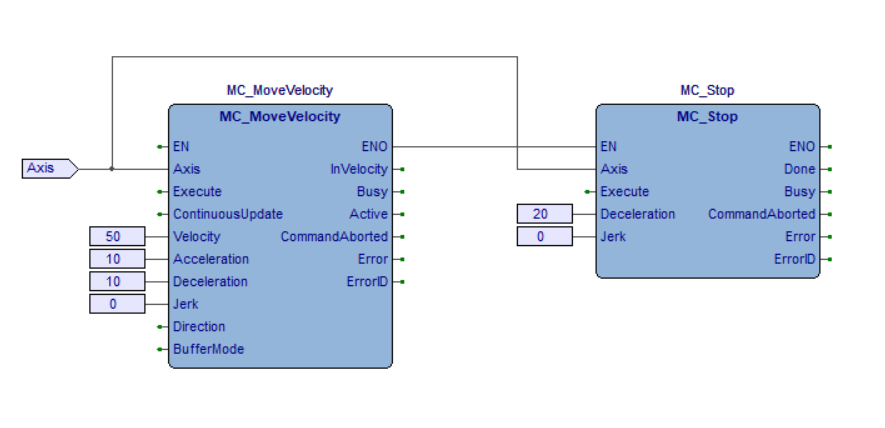 MC_MoveVelocity
MC_MoveVelocity
EN ENO
Axis
Axis InVelocity
Execute Busy
ContinuousUpdate Active
50
Velocity CommandAborted
10
Acceleration Error
10
Deceleration ErrorID
0
Jerk
Direction
BufferMode
MC_Stop
MC_Stop
EN ENO
Axis Done
Execute Busy
20
Deceleration CommandAborted
0
Jerk Error
ErrorID